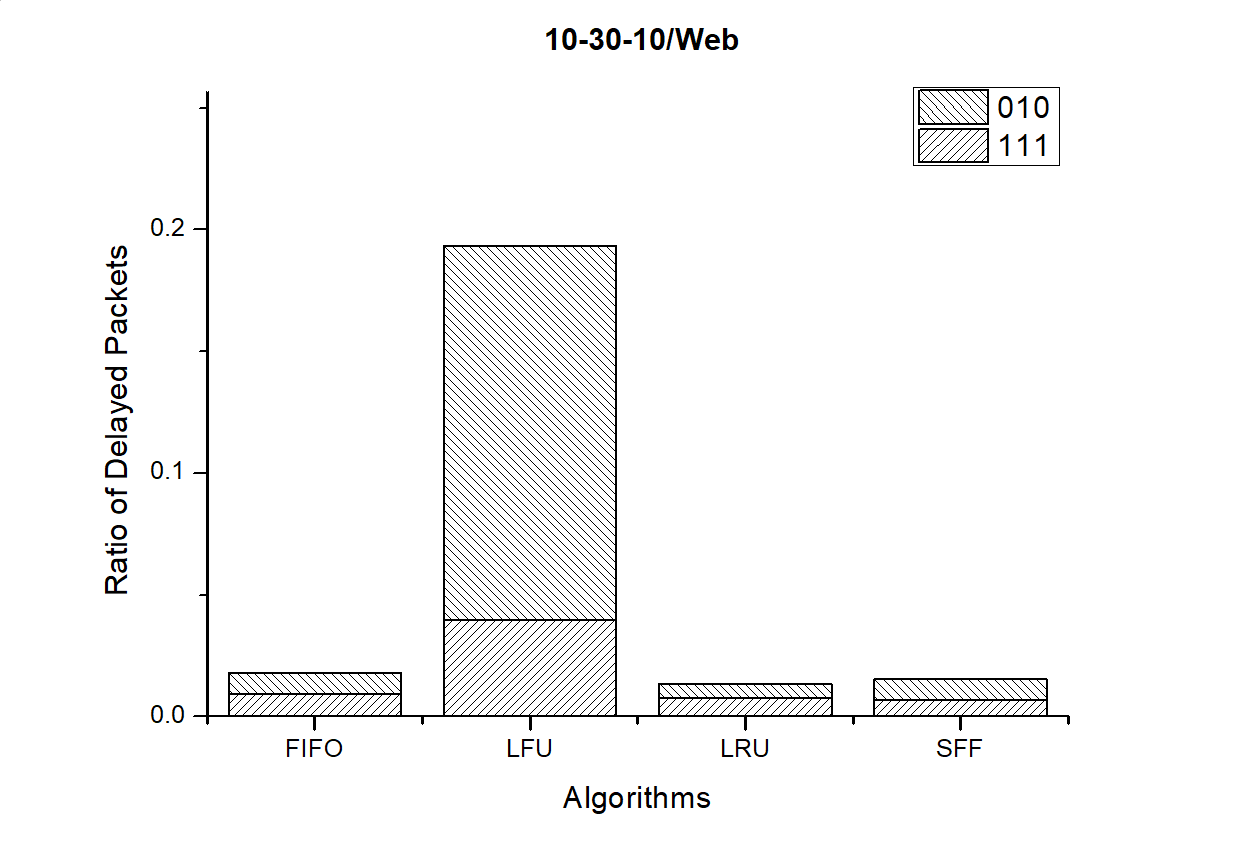 10-30-10/Web
010
111
Ratio of Delayed Packets
0.2
0.1
0.0
FIFO
LFU
LRU
SFF
Algorithms